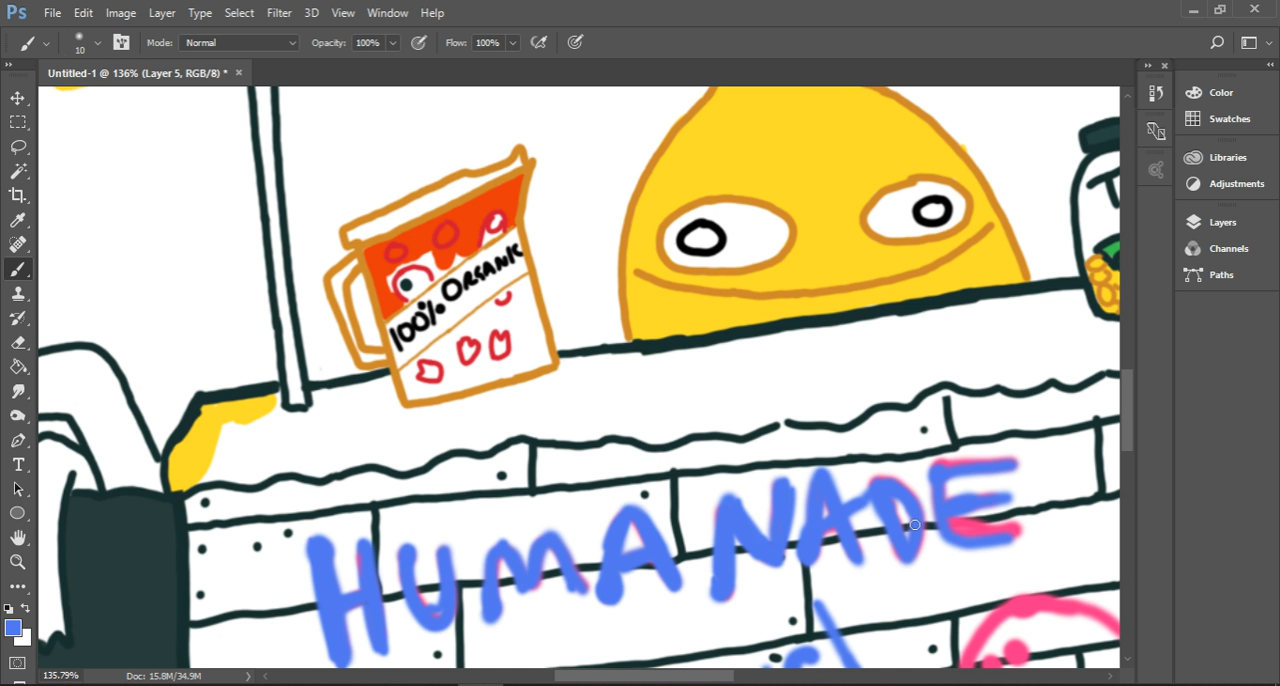 Ps File Edit Image Layer Type Select Filter 3D View Window Help
10 Mode: Normal Opacity: 100% Flow: 100%
Untitled-1 @ 136% (Layer 5, RGB/8) * ×
Color
Swatches
Libraries
Adjustments
Layers
Channels
Paths
100% ORGANIC
HUMANADE
135.79% Doc: 15.8M/34.9M